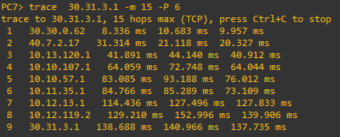 PC7> trace  30.31.3.1 -m 15 -P 6
trace to 30.31.3.1, 15 hops max (TCP), press Ctrl+C to stop
1   30.30.0.62   8.336 ms  10.683 ms  9.957 ms
2   40.7.2.17   31.314 ms  21.118 ms  20.327 ms
3   10.13.120.1   41.891 ms  44.140 ms  40.912 ms
4   10.10.107.1   64.059 ms  72.748 ms  64.044 ms
5   10.10.57.1   83.085 ms  93.188 ms  76.012 ms
6   10.11.35.1   84.766 ms  85.289 ms  73.109 ms
7   10.12.13.1   114.436 ms  127.496 ms  127.833 ms
8   10.12.119.2   129.210 ms  152.996 ms  139.906 ms
9   30.31.3.1   138.688 ms  140.966 ms  137.735 ms